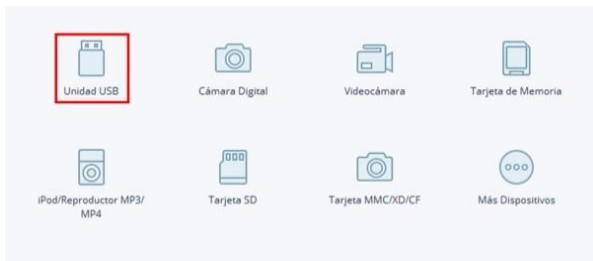 Unidad USB
Cámara Digital
Videocámara
Tarjeta de Memoria
iPod/Reproductor MP3/
MP4
Tarjeta SD
Tarjeta MMC/XD/CF
Más Dispositivos